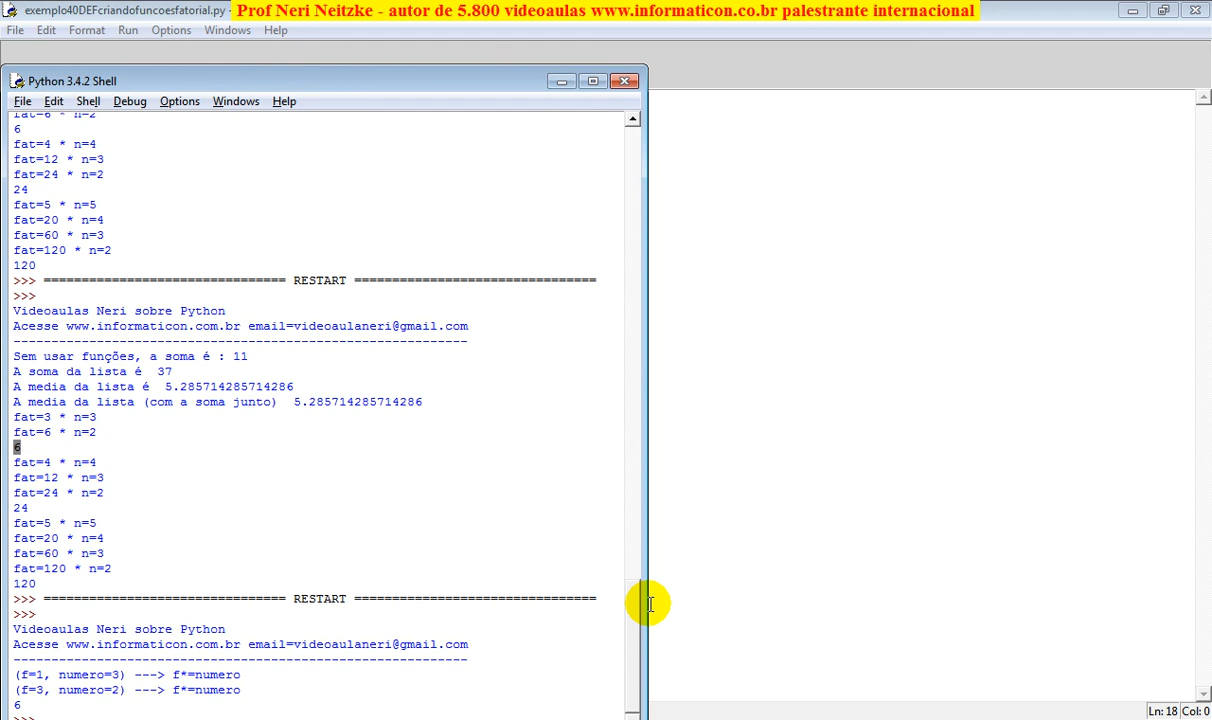 exemplo40DEFcriandofuncoesfatorial.py -
Prof Neri Neitzke - autor de 5.800 videoaulas www.informaticon.co.br palestrante internacional
File Edit Format Run Options Windows Help
Python 3.4.2 Shell
File Edit Shell Debug Options Windows Help
fat=6 * n=2
6
fat=4 * n=4
fat=12 * n=3
fat=24 * n=2
24
fat=5 * n=5
fat=20 * n=4
fat=60 * n=3
fat=120 * n=2
120
>>> ================================ RESTART ================================
>>>
Videoaulas Neri sobre Python
Acesse www.informaticon.com.br email=videoaulaneri@gmail.com
------------------------------------------------------------
Sem usar funções, a soma é : 11
A soma da lista é  37
A media da lista é  5.285714285714286
A media da lista (com a soma junto)  5.285714285714286
fat=3 * n=3
fat=6 * n=2
6
fat=4 * n=4
fat=12 * n=3
fat=24 * n=2
24
fat=5 * n=5
fat=20 * n=4
fat=60 * n=3
fat=120 * n=2
120
>>> ================================ RESTART ================================
>>>
Videoaulas Neri sobre Python
Acesse www.informaticon.com.br email=videoaulaneri@gmail.com
------------------------------------------------------------
(f=1, numero=3) ---> f*=numero
(f=3, numero=2) ---> f*=numero
6
>>>
Ln: 18 Col: 0